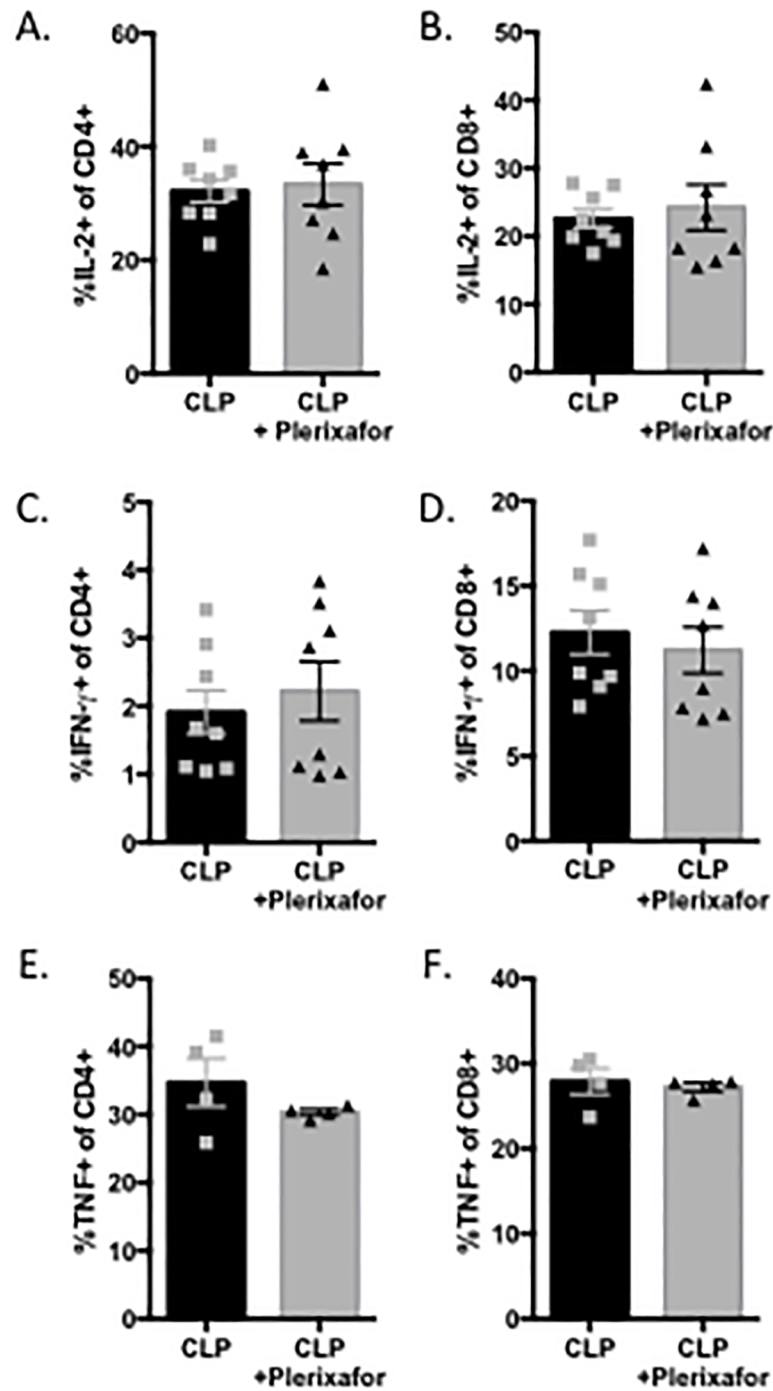 A.
%IL-2+ of CD4+
60
40
20
0
CLP
CLP
+ Plerixafor
B.
%IL-2+ of CD8+
50
40
30
20
10
0
CLP
CLP
+Plerixafor
C.
%IFN-γ+ of CD4+
5
4
3
2
1
0
CLP
CLP
+Plerixafor
D.
%IFN-γ+ of CD8+
20
15
10
5
0
CLP
CLP
+Plerixafor
E.
%TNF+ of CD4+
50
40
30
20
10
0
CLP
CLP
+Plerixafor
F.
%TNF+ of CD8+
40
30
20
10
0
CLP
CLP
+Plerixafor